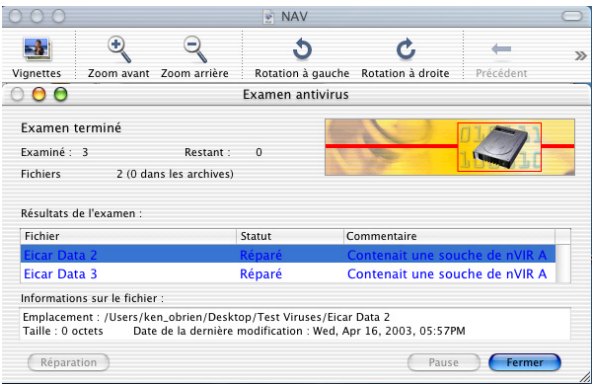 NAV
Vignettes Zoom avant Zoom arrière Rotation à gauche Rotation à droite Précédent »
Examen antivirus
Examen terminé
Examiné : 3 Restant : 0
Fichiers 2 (0 dans les archives)
Résultats de l'examen :
Fichier Statut Commentaire
Eicar Data 2 Réparé Contenait une souche de nVIR A
Eicar Data 3 Réparé Contenait une souche de nVIR A
Informations sur le fichier :
Emplacement : /Users/ken_obrien/Desktop/Test Viruses/Eicar Data 2
Taille : 0 octets Date de la dernière modification : Wed, Apr 16, 2003, 05:57PM
Réparation Pause Fermer